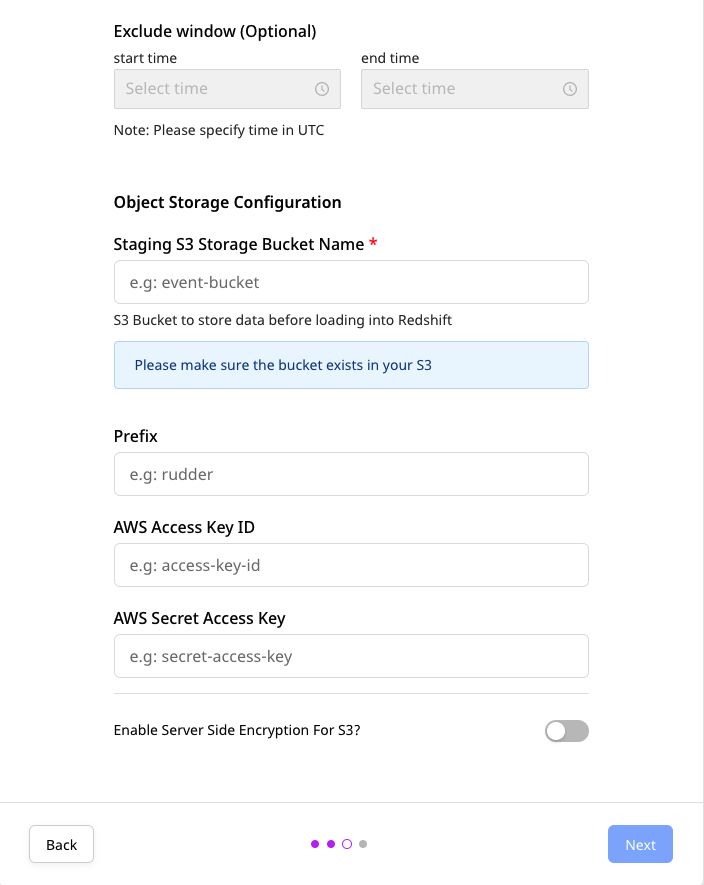 Exclude window (Optional)
start time
end time
Select time
Select time
Note: Please specify time in UTC
Object Storage Configuration
Staging S3 Storage Bucket Name *
e.g: event-bucket
S3 Bucket to store data before loading into Redshift
Please make sure the bucket exists in your S3
Prefix
e.g: rudder
AWS Access Key ID
e.g: access-key-id
AWS Secret Access Key
e.g: secret-access-key
Enable Server Side Encryption For S3?
Back
Next